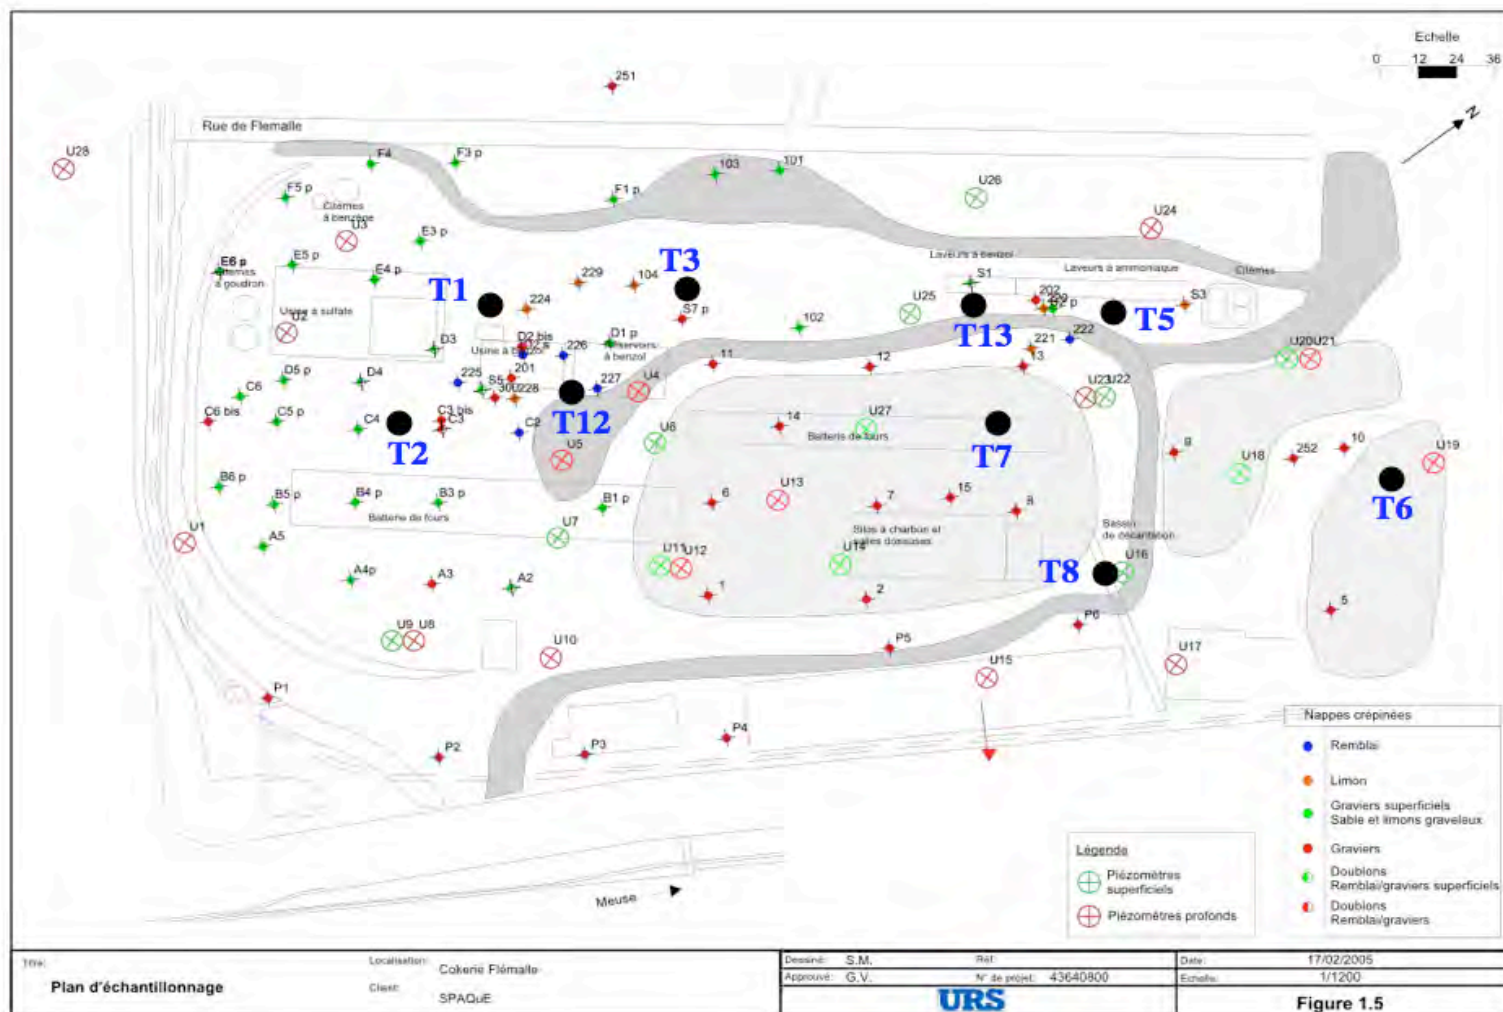 Echelle
0 12 24 36
N
251
Rue de Flemalle
U28
F4
F3 p
103
101
F5 p
F1 p
U26
Citernes
à benzène
U3
E3 p
U24
E6 p
E5 p
E4 p
Citernes
à goudron
229
104
T3
Laveurs à benzol
S1
Laveurs à ammoniaque
Citernes
T1
224
S7 p
U25
202
S3
T13
T5
U2
Usine à sulfate
102
222
D3
D2 bis
Usine à benzol
226
D1 p
Réservoirs
à benzol
11
12
221
13
U20
U21
D5 p
D4
225
S5
201
228
227
U4
U23
U22
C6
T12
C6 bis
C5 p
C4
T2
C3 bis
C3
C2
U5
U6
14
U27
Batterie de fours
T7
9
U18
252
10
U19
T6
B6 p
B5 p
B4 p
B3 p
Batterie de fours
B1 p
6
U13
7
15
8
U1
A5
U7
Silos à charbon et
Bassin
de décantation
U11
U12
U14
T8
U16
A4p
A3
A2
1
2
5
P6
U9
U8
U10
P5
U15
U17
P1
P2
P3
P4
Meuse
Nappes crépinées
Remblai
Limon
Graviers superficiels
Sable et limons graveleux
Graviers
Doublons
Remblai/graviers superficiels
Doublons
Remblai/graviers
Légende
Piézomètres
superficiels
Piézomètres profonds
Titre:
Plan d'échantillonnage
Localisation:
Cokerie Flémalle
Client:
SPAQuE
Dessiné: S.M. Réf:
Approuvé: G.V. N° de projet: 43640800
URS
Date: 17/02/2005
Echelle: 1/1200
Figure 1.5